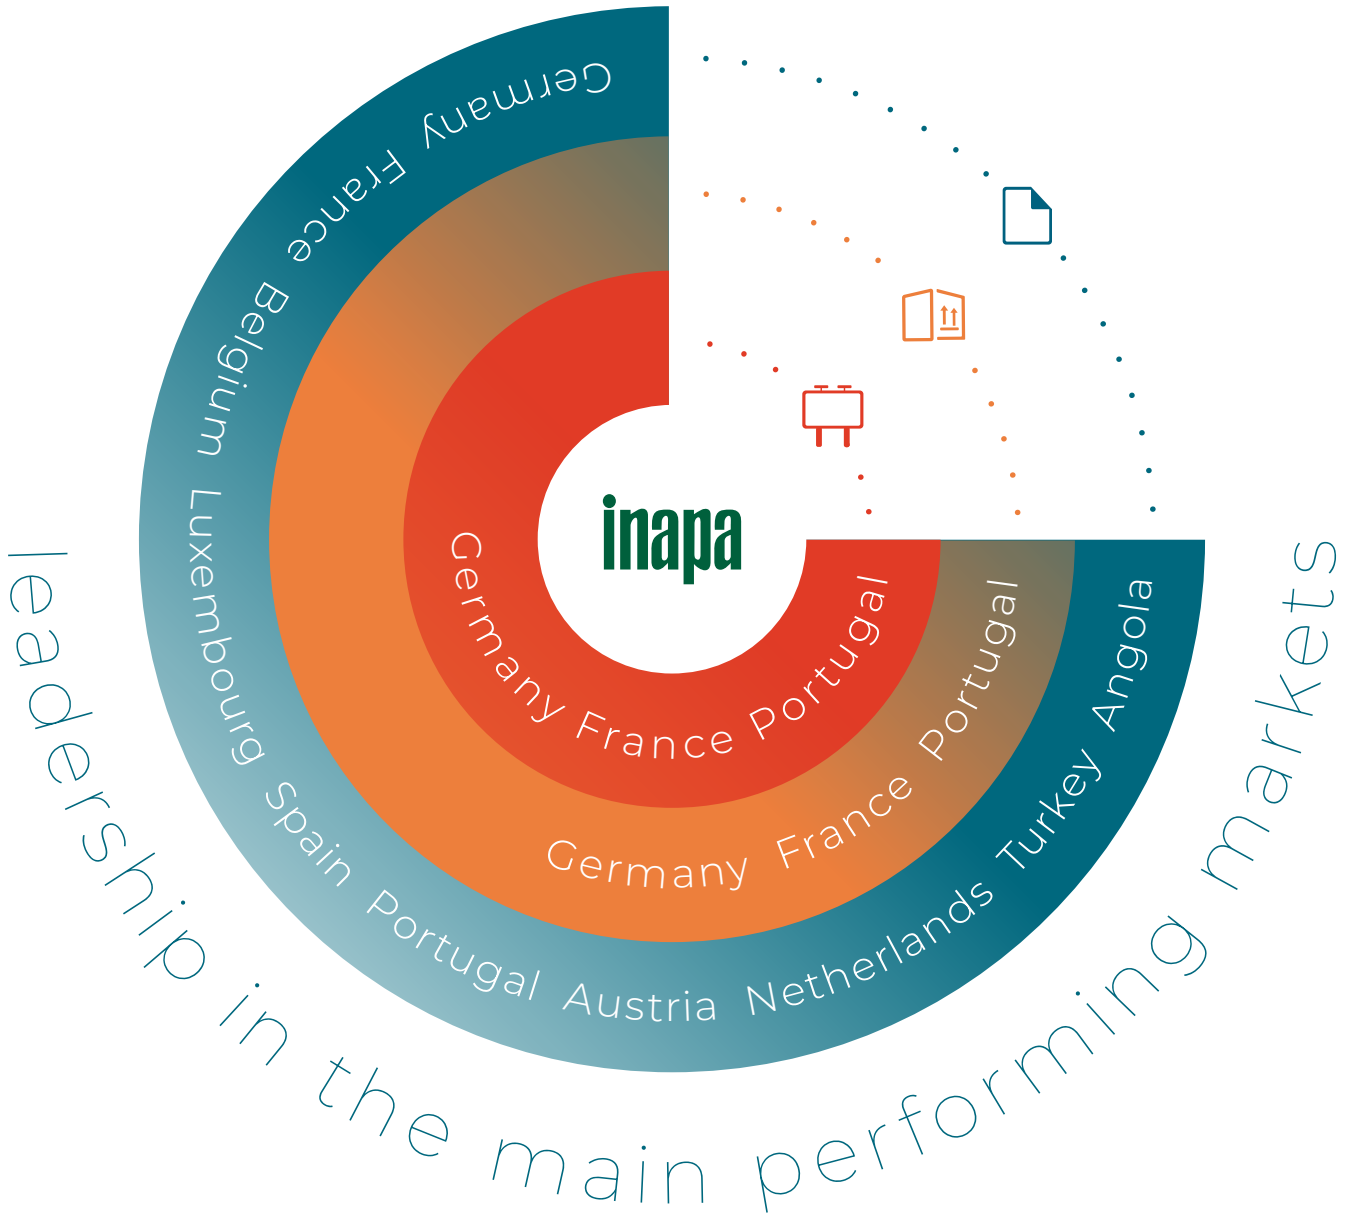 Germany France Belgium Luxembourg Spain Portugal Austria Netherlands Turkey Angola
Germany France Portugal
Germany France Portugal
inapa
leadership in the main performing markets